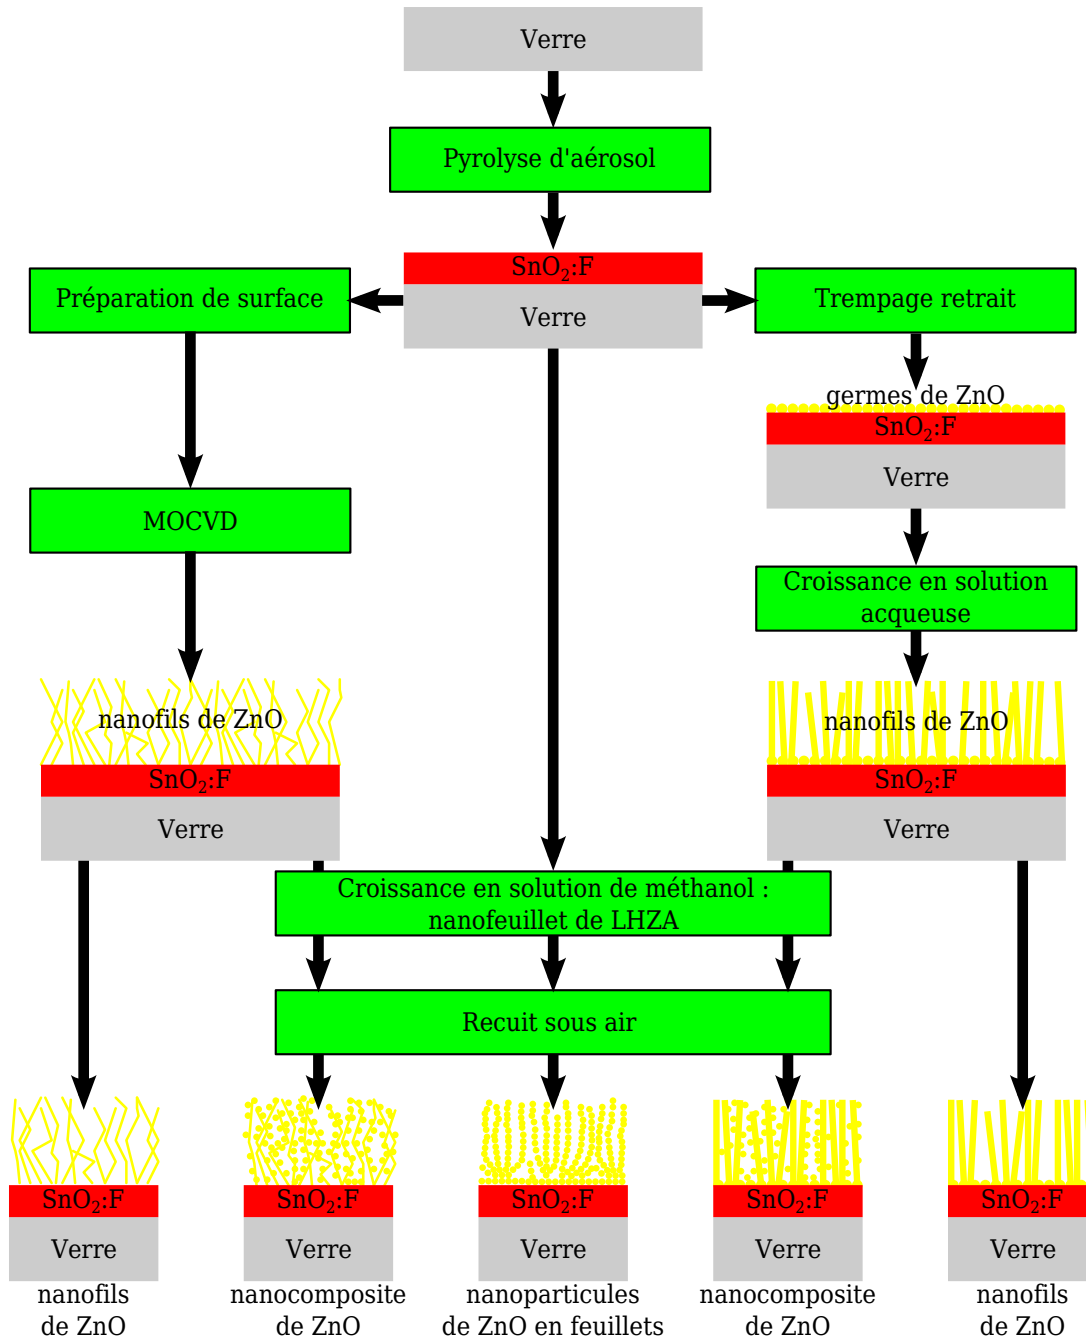 Verre
Pyrolyse d'aérosol
SnO₂:F
Verre
Préparation de surface
Trempage retrait
germes de ZnO
SnO₂:F
Verre
MOCVD
Croissance en solution
acqueuse
nanofils de ZnO
SnO₂:F
Verre
nanofils de ZnO
SnO₂:F
Verre
Croissance en solution de méthanol :
nanofeuillet de LHZA
Recuit sous air
SnO₂:F
Verre
nanofils
de ZnO
SnO₂:F
Verre
nanocomposite
de ZnO
SnO₂:F
Verre
nanoparticules
de ZnO en feuillets
SnO₂:F
Verre
nanocomposite
de ZnO
SnO₂:F
Verre
nanofils
de ZnO